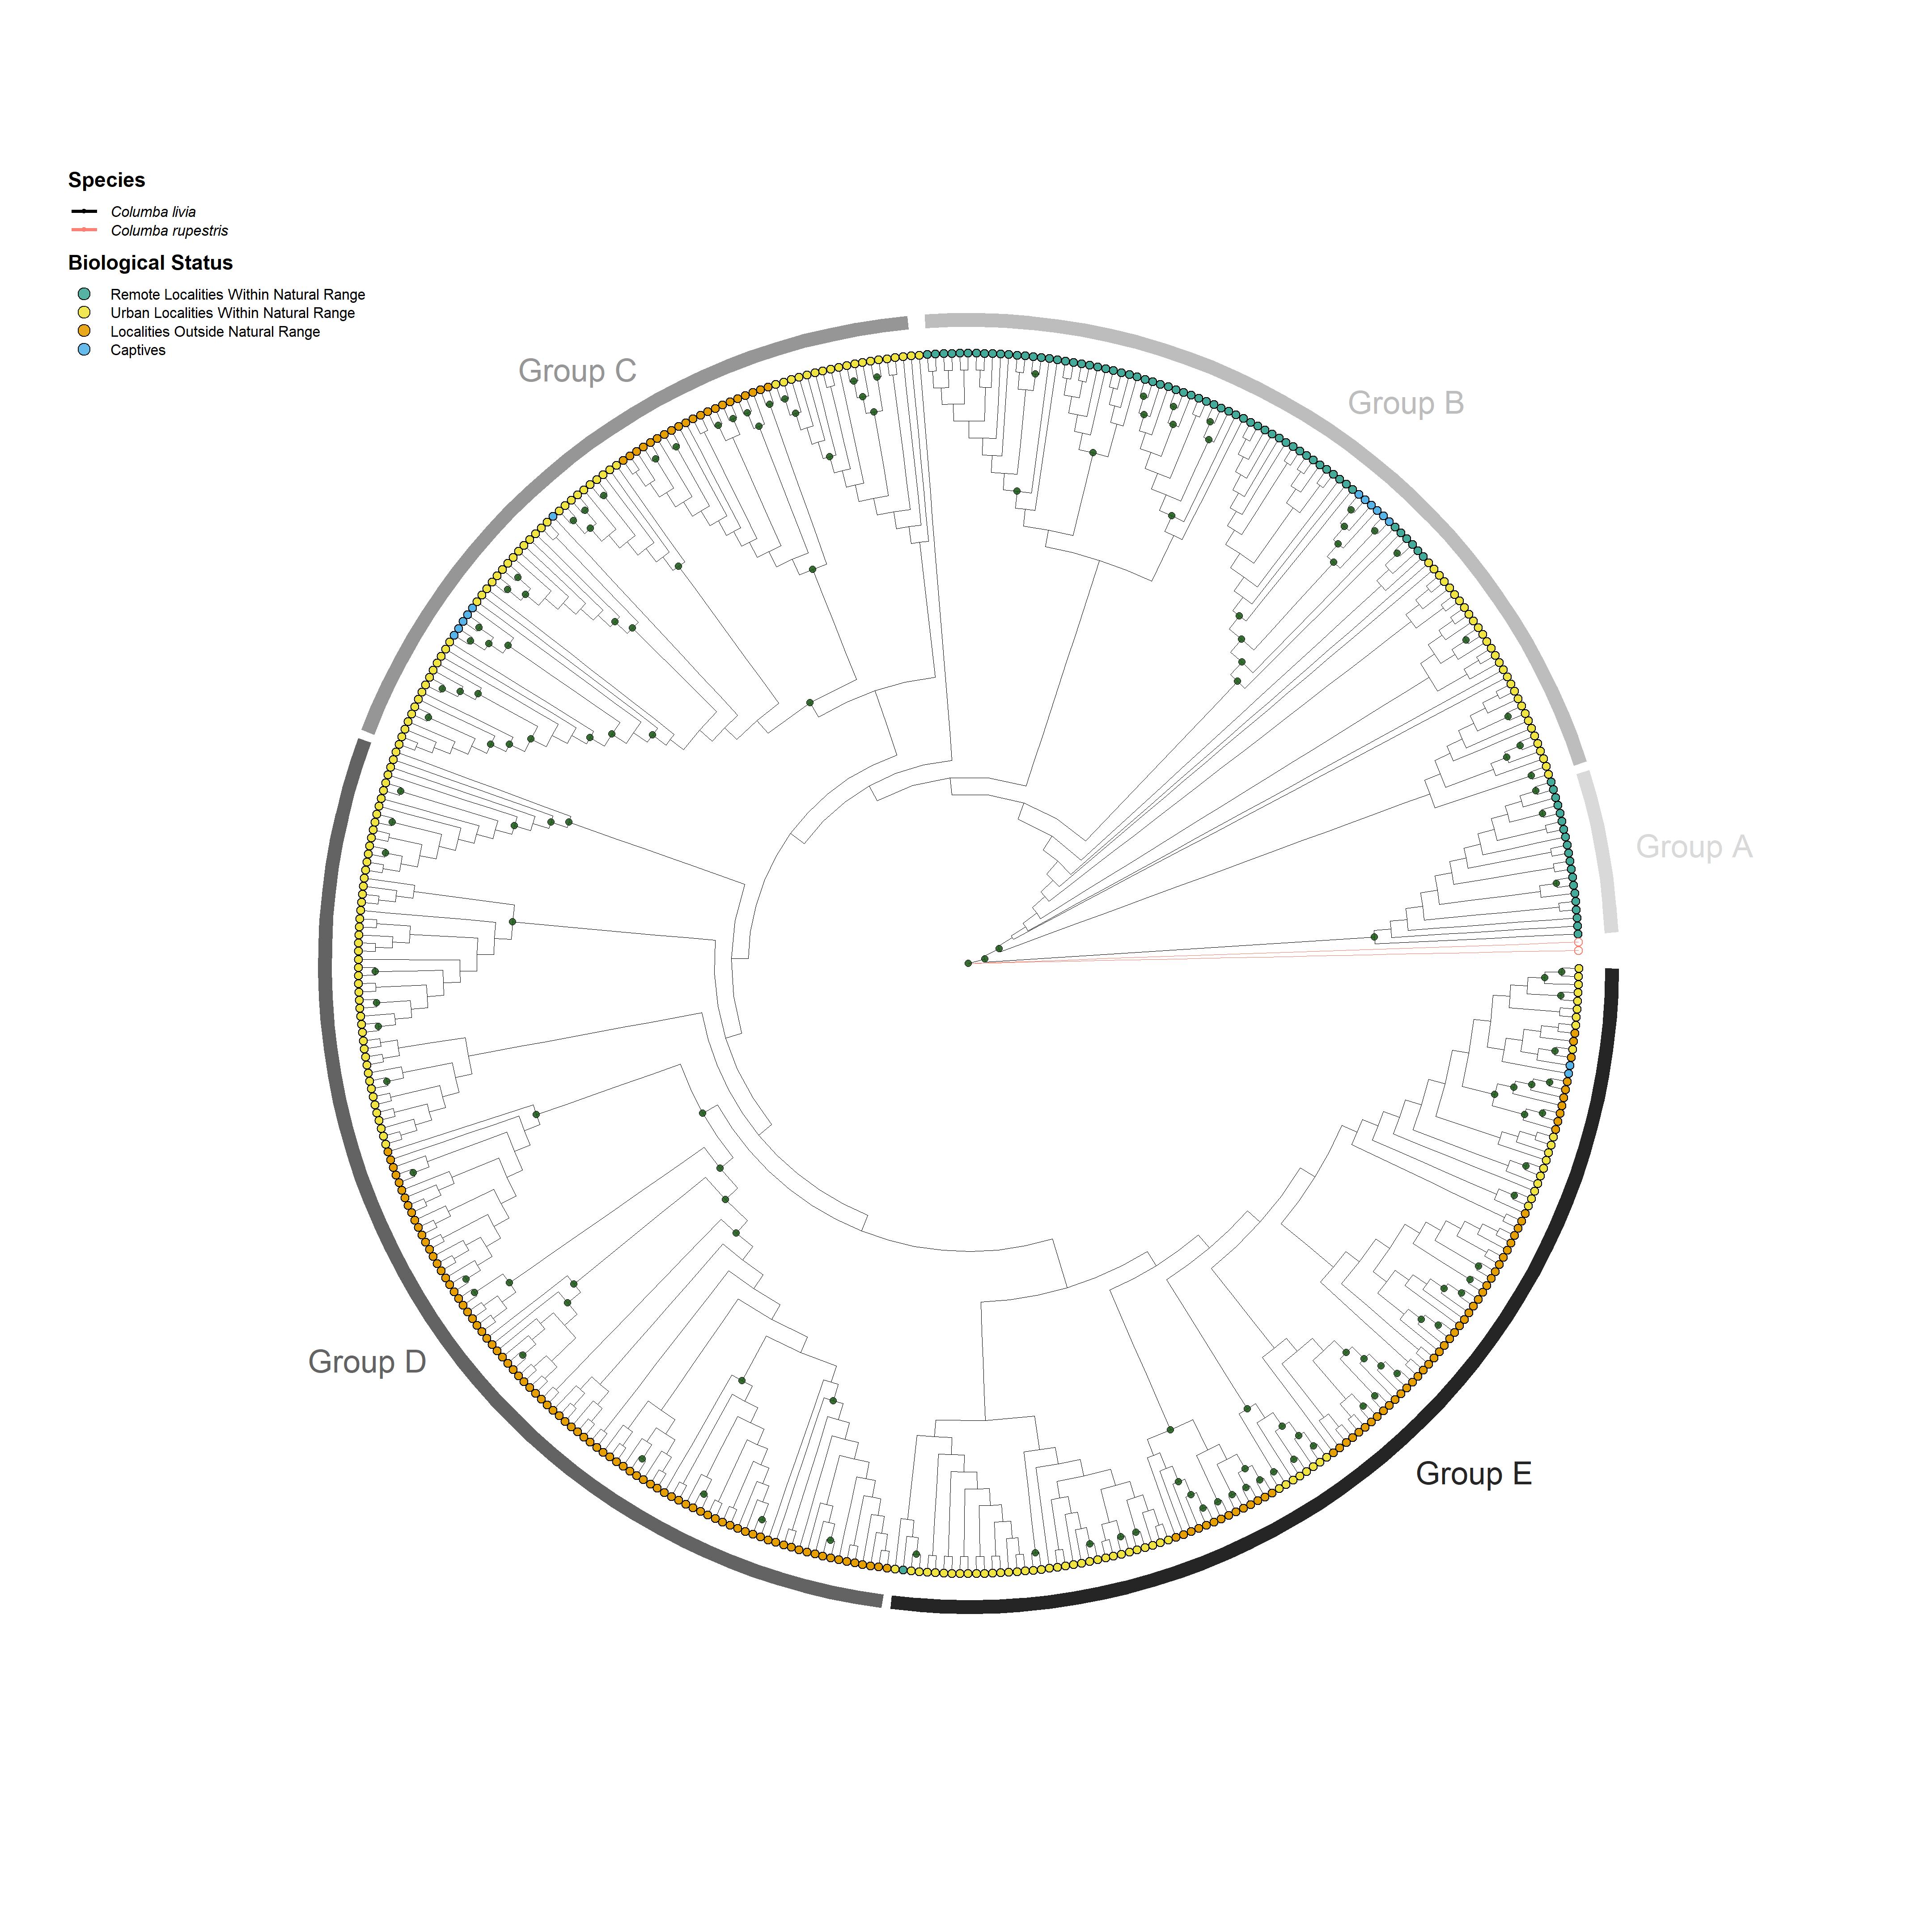 Species
Columba livia
Columba rupestris
Biological Status
Remote Localities Within Natural Range
Urban Localities Within Natural Range
Localities Outside Natural Range
Captives
Group C
Group B
Group A
Group D
Group E